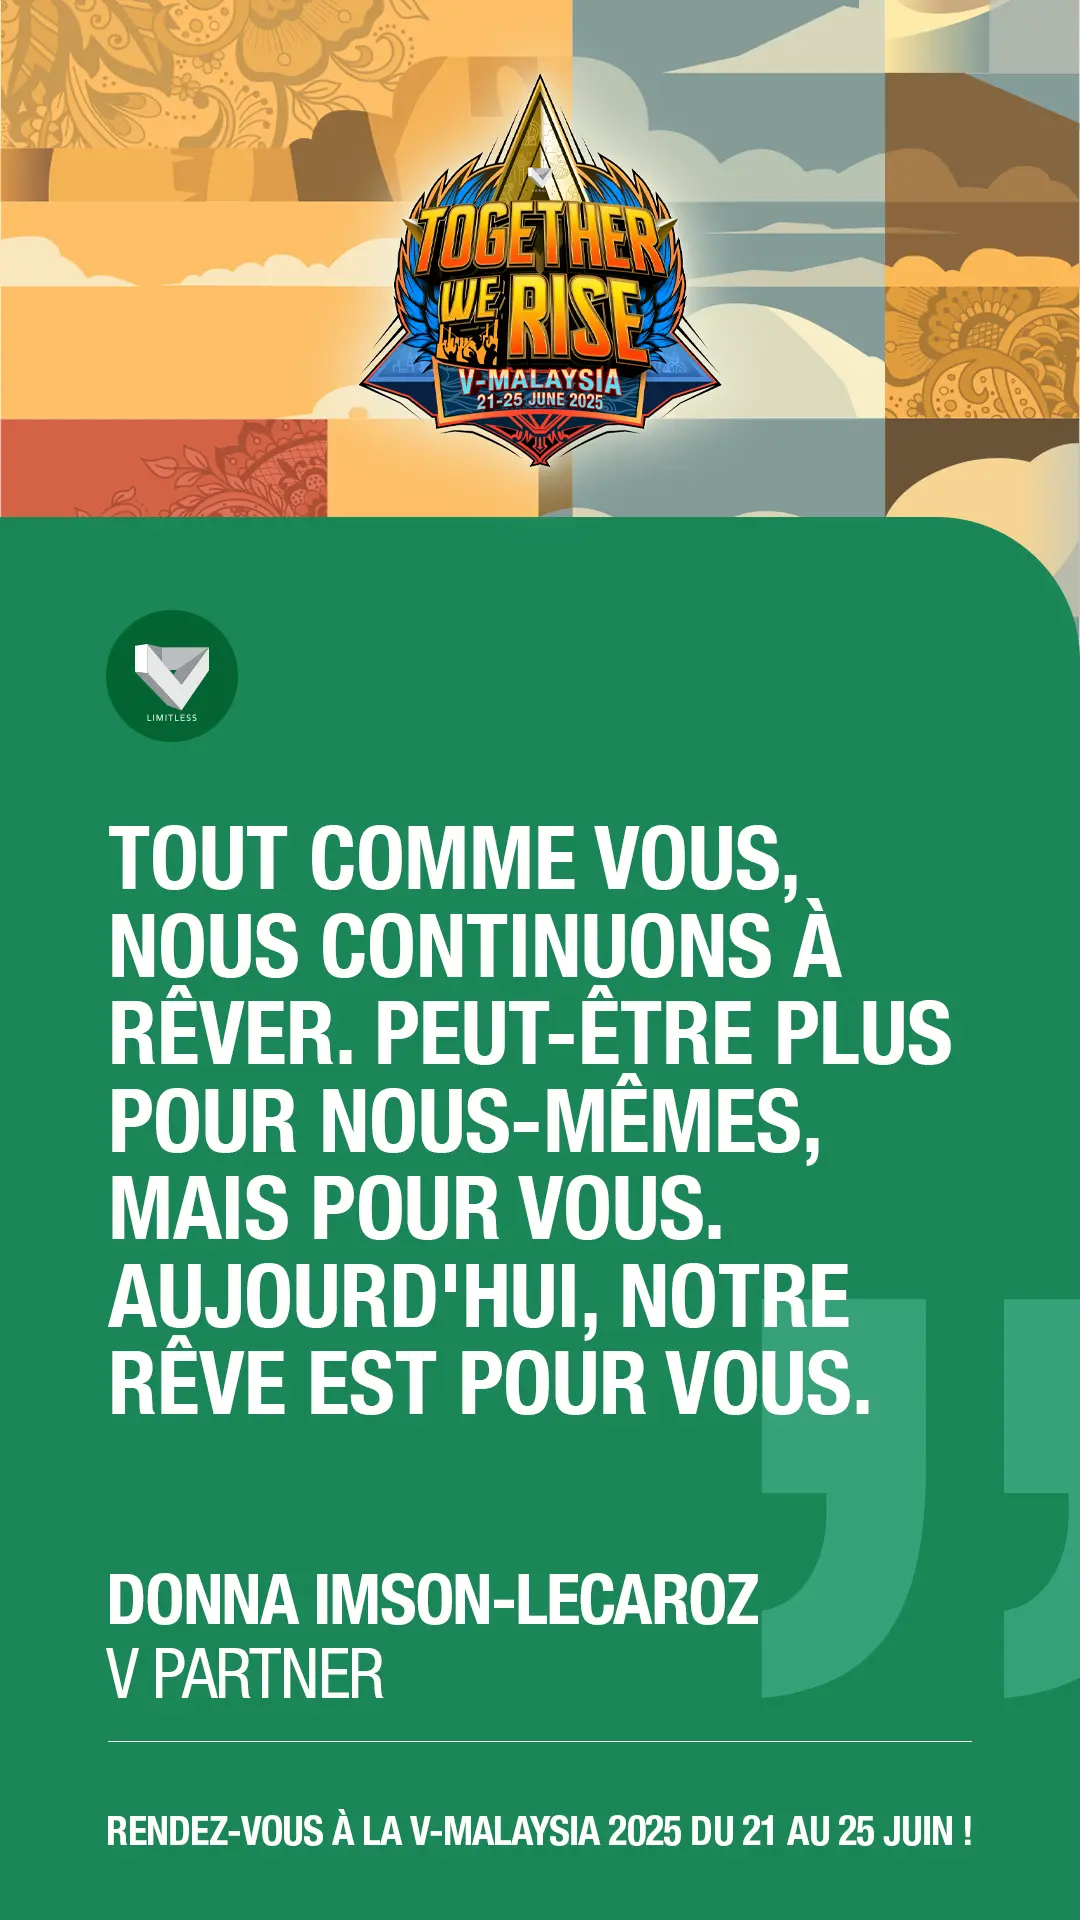 TOGETHER
WE RISE
V-MALAYSIA
21-25 JUNE 2025
LIMITLESS
TOUT COMME VOUS,
NOUS CONTINUONS À
RÊVER. PEUT-ÊTRE PLUS
POUR NOUS-MÊMES,
MAIS POUR VOUS.
AUJOURD'HUI, NOTRE
RÊVE EST POUR VOUS.
DONNA IMSON-LECAROZ
V PARTNER
RENDEZ-VOUS À LA V-MALAYSIA 2025 DU 21 AU 25 JUIN !